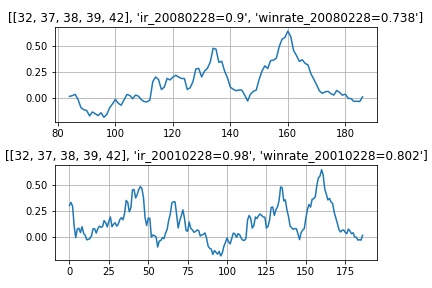 [[32, 37, 38, 39, 42], 'ir_20080228=0.9', 'winrate_20080228=0.738']
0.50
0.25
0.00
80 100 120 140 160 180
[[32, 37, 38, 39, 42], 'ir_20010228=0.98', 'winrate_20010228=0.802']
0.50
0.25
0.00
0 25 50 75 100 125 150 175